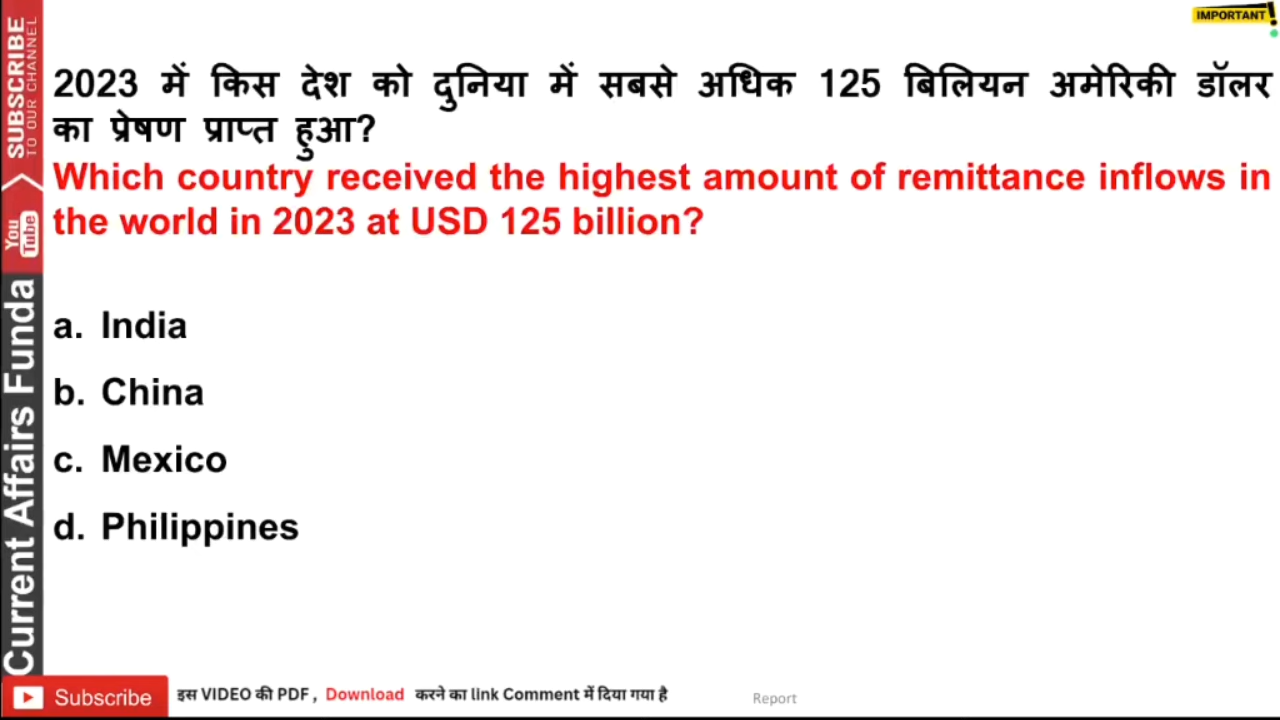 IMPORTANT!
2023 में किस देश को दुनिया में सबसे अधिक 125 बिलियन अमेरिकी डॉलर
का प्रेषण प्राप्त हुआ?
Which country received the highest amount of remittance inflows in
the world in 2023 at USD 125 billion?
a. India
b. China
c. Mexico
d. Philippines
SUBSCRIBE
TO OUR CHANNEL
You
Tube
Current Affairs Funda
Subscribe
इस VIDEO की PDF , Download करने का link Comment में दिया गया है
Report